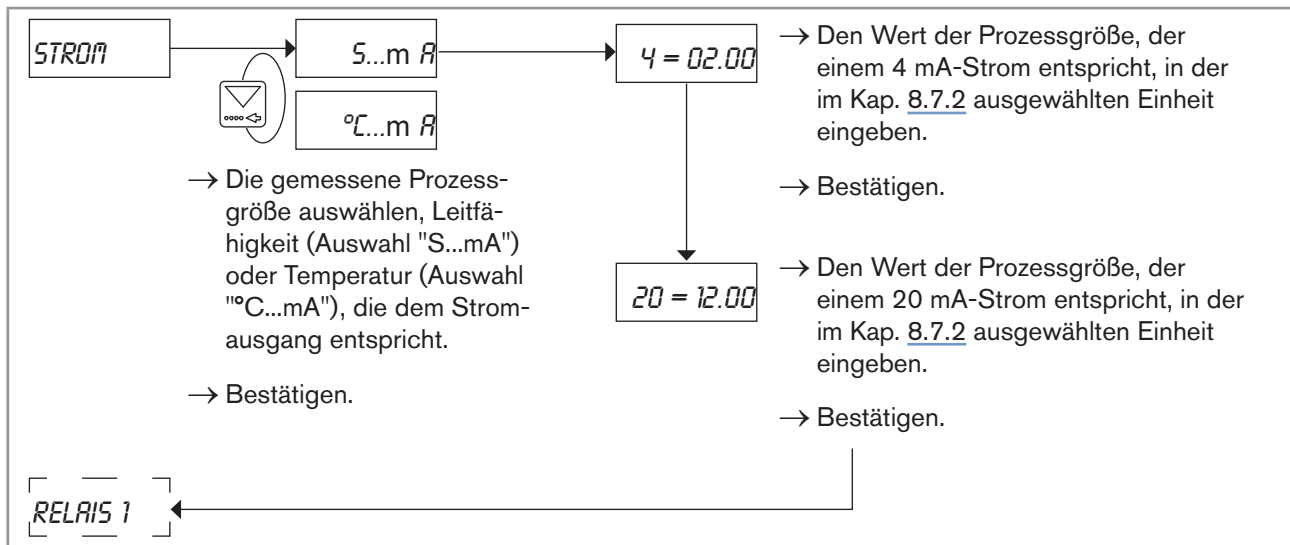 STROM
S...m A
°C...m A
→ Die gemessene Prozess-
größe auswählen, Leitfä-
higkeit (Auswahl "S...mA")
oder Temperatur (Auswahl
"°C...mA"), die dem Strom-
ausgang entspricht.
→ Bestätigen.
4 = 02.00
→ Den Wert der Prozessgröße, der
einem 4 mA-Strom entspricht, in der
im Kap. 8.7.2 ausgewählten Einheit
eingeben.
→ Bestätigen.
20 = 12.00
→ Den Wert der Prozessgröße, der
einem 20 mA-Strom entspricht, in der
im Kap. 8.7.2 ausgewählten Einheit
eingeben.
→ Bestätigen.
RELAIS 1